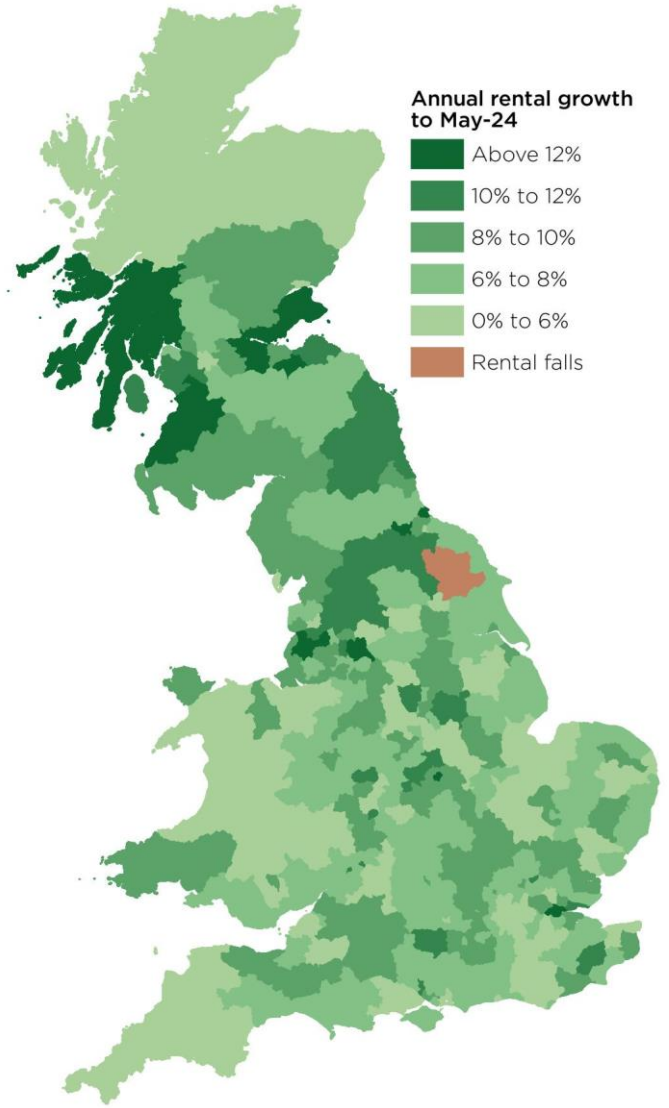 Annual rental growth
to May-24
Above 12%
10% to 12%
8% to 10%
6% to 8%
0% to 6%
Rental falls